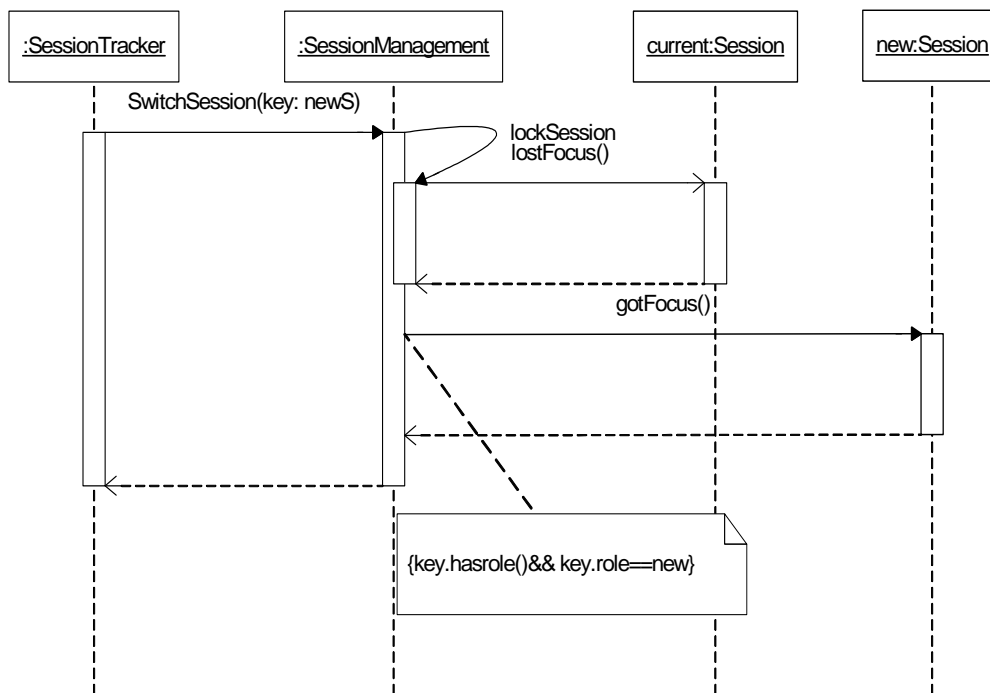 :SessionTracker
:SessionManagement
current:Session
new:Session
SwitchSession(key: newS)
lockSession
lostFocus()
gotFocus()
{key.hasrole()&& key.role==new}